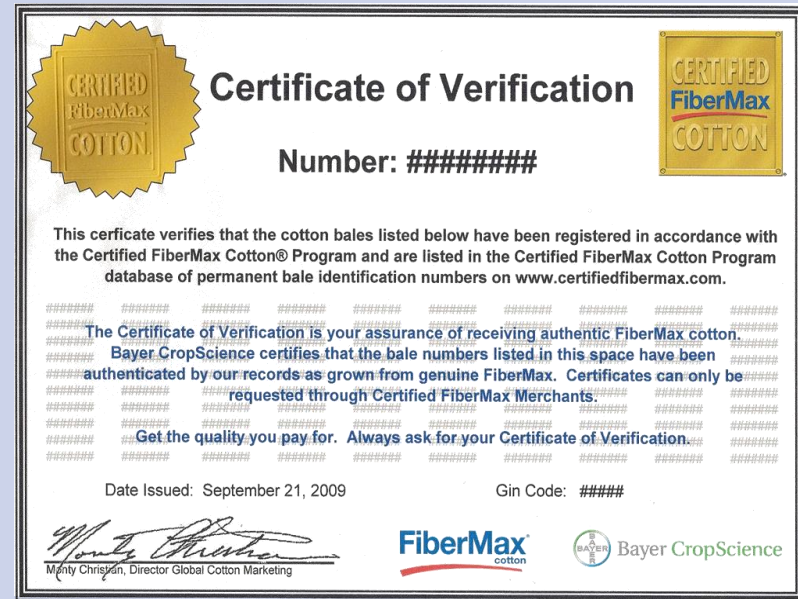 CERTIFIED
FiberMax
COTTON
Certificate of Verification
CERTIFIED
FiberMax
COTTON
Number: ########
This cerficate verifies that the cotton bales listed below have been registered in accordance with
the Certified FiberMax Cotton® Program and are listed in the Certified FiberMax Cotton Program
database of permanent bale identification numbers on www.certifiedfibermax.com.
The Certificate of Verification is your assurance of receiving authentic FiberMax cotton.
Bayer CropScience certifies that the bale numbers listed in this space have been
authenticated by our records as grown from genuine FiberMax. Certificates can only be
requested through Certified FiberMax Merchants.
Get the quality you pay for. Always ask for your Certificate of Verification.
Date Issued: September 21, 2009
Gin Code: #####
Monty Christian
Monty Christian, Director Global Cotton Marketing
FiberMax®
cotton
BAYER
BAYER
Bayer CropScience